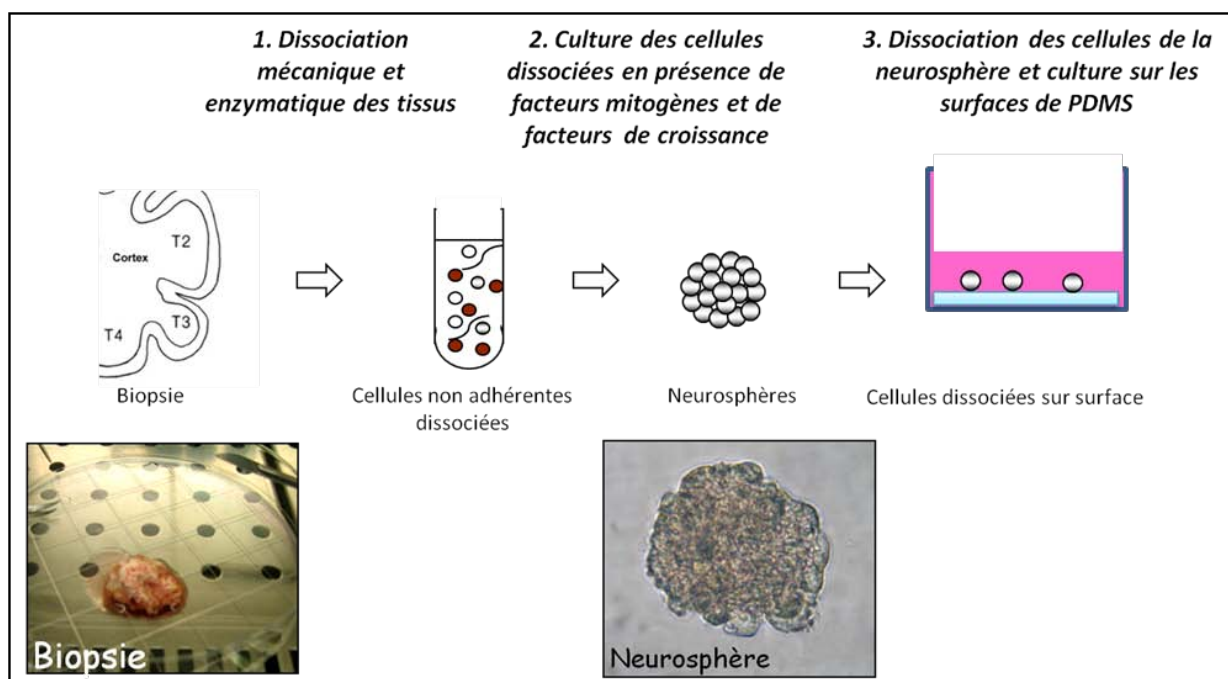 1. Dissociation
mécanique et
enzymatique des tissus
2. Culture des cellules
dissociées en présence de
facteurs mitogènes et de
facteurs de croissance
3. Dissociation des cellules de la
neurosphère et culture sur les
surfaces de PDMS
T2
Cortex
T3
T4
Biopsie
Cellules non adhérentes
dissociées
Neurosphères
Cellules dissociées sur surface
Biopsie
Neurosphère